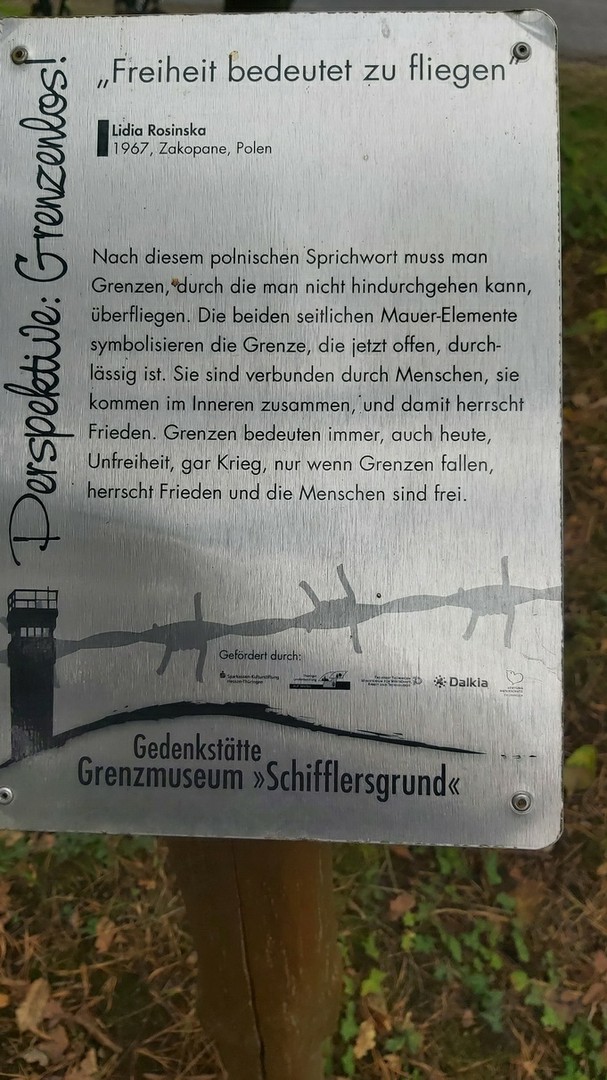 Perspektive: Grenzenlos!
„Freiheit bedeutet zu fliegen“
Lidia Rosinska
1967, Zakopane, Polen
Nach diesem polnischen Sprichwort muss man
Grenzen, durch die man nicht hindurchgehen kann,
überfliegen. Die beiden seitlichen Mauer-Elemente
symbolisieren die Grenze, die jetzt offen, durch-
lässig ist. Sie sind verbunden durch Menschen, sie
kommen im Inneren zusammen, und damit herrscht
Frieden. Grenzen bedeuten immer, auch heute,
Unfreiheit, gar Krieg, nur wenn Grenzen fallen,
herrscht Frieden und die Menschen sind frei.
Gefördert durch:
Sparkassen-Kulturstiftung
Hessen-Thüringen
Dalkia
Gedenkstätte
Grenzmuseum »Schifflersgrund«